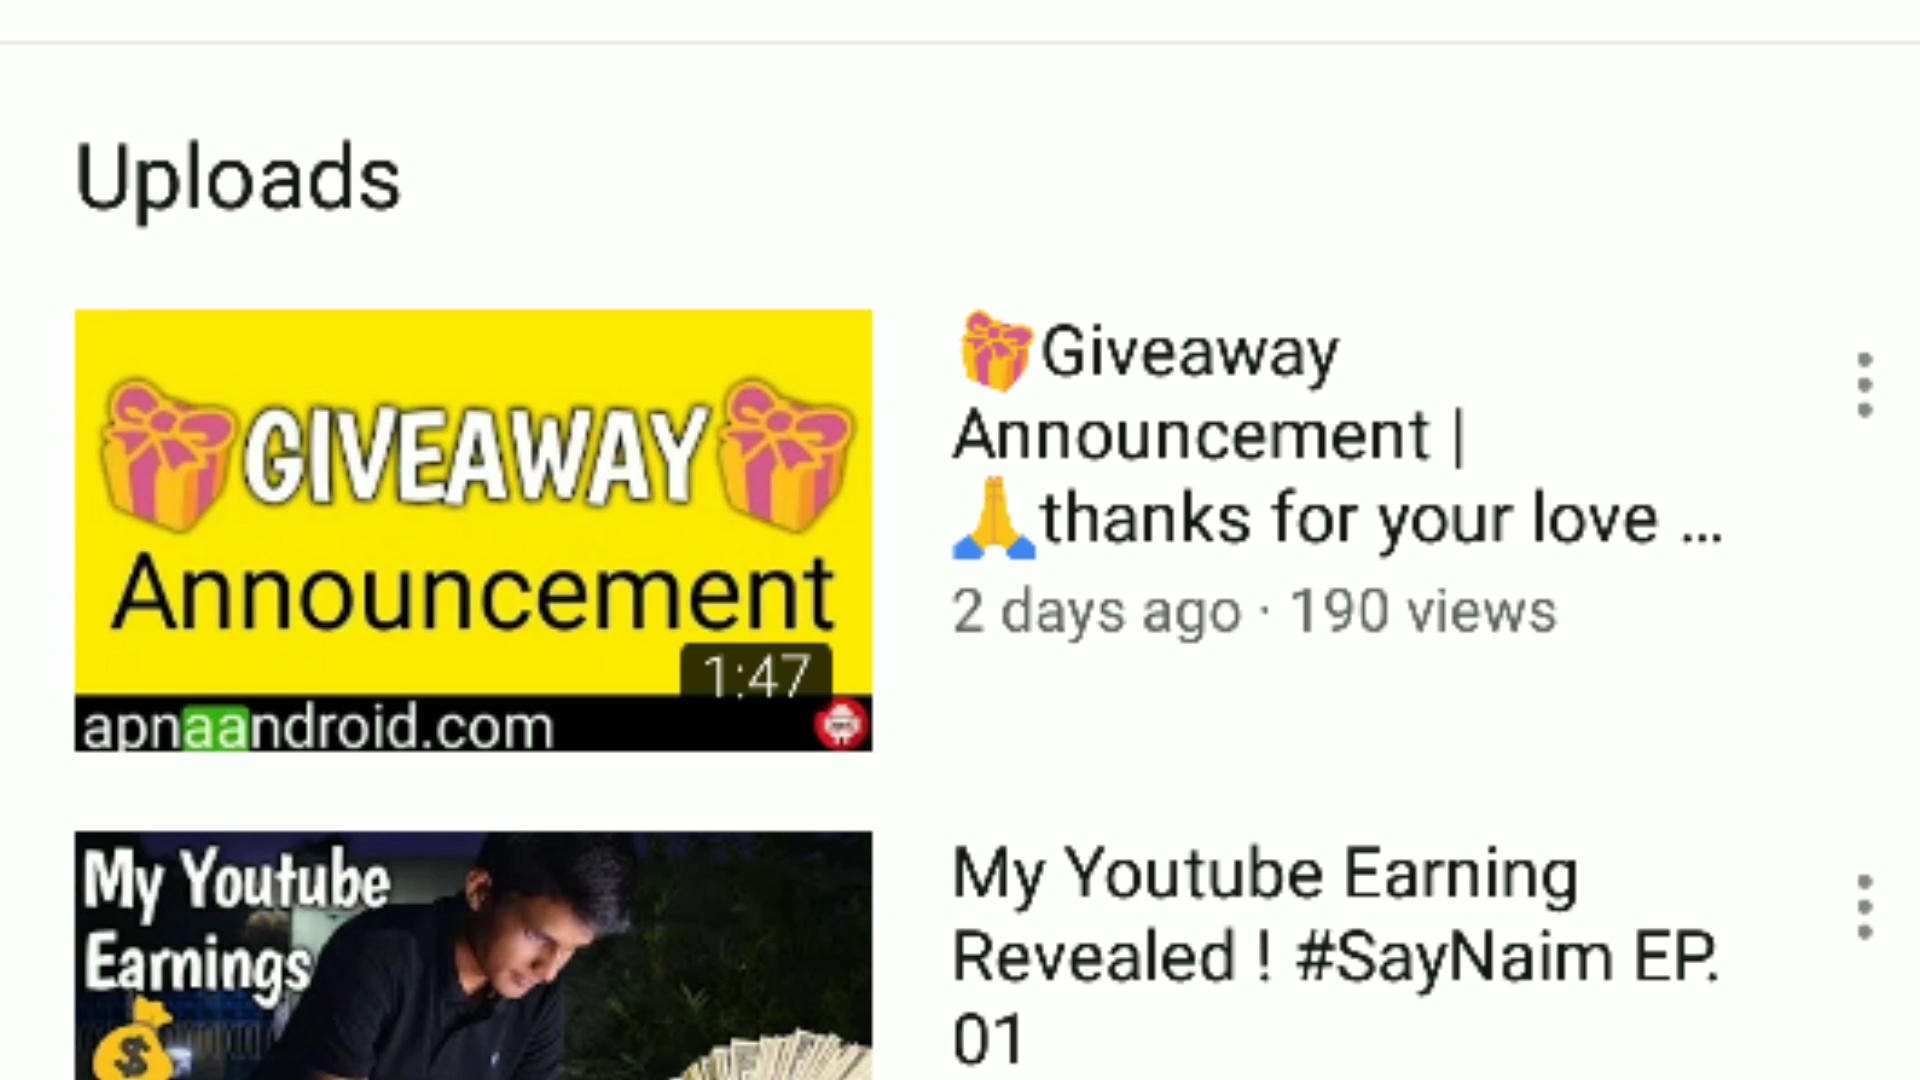 Uploads
GIVEAWAY
Announcement
1:47
apnaandroid.com
🎁Giveaway
Announcement |
🙏thanks for your love ...
2 days ago · 190 views
My Youtube
Earnings
My Youtube Earning
Revealed ! #SayNaim EP.
01